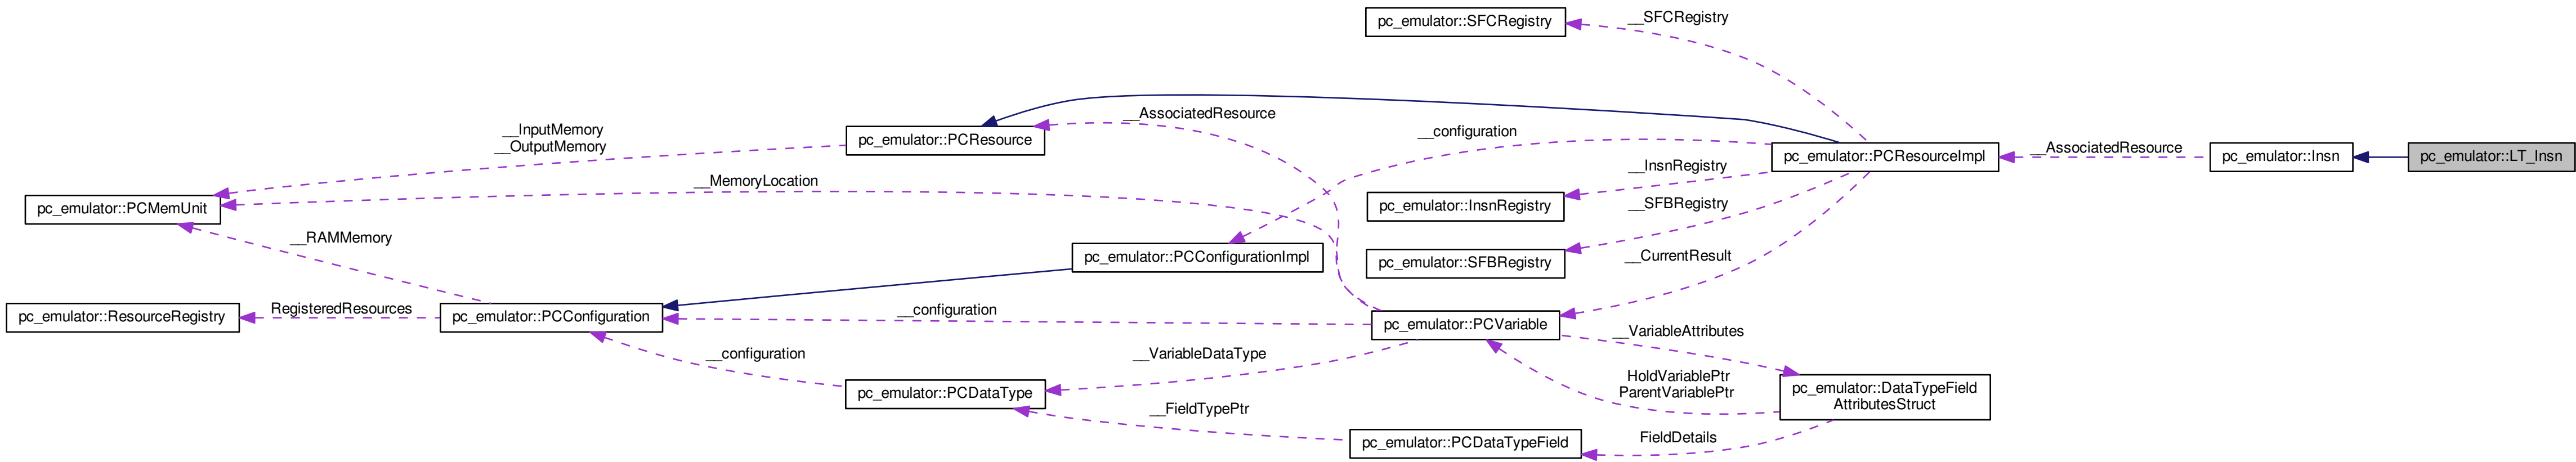 pc_emulator::SFCRegistry
__SFCRegistry
__AssociatedResource
__InputMemory
__OutputMemory
pc_emulator::PCResource
__configuration
pc_emulator::PCResourceImpl
__AssociatedResource
pc_emulator::Insn
pc_emulator::LT_Insn
__InsnRegistry
__MemoryLocation
pc_emulator::PCMemUnit
pc_emulator::InsnRegistry
__SFBRegistry
__RAMMemory
pc_emulator::PCConfigurationImpl
pc_emulator::SFBRegistry
__CurrentResult
RegisteredResources
pc_emulator::ResourceRegistry
pc_emulator::PCConfiguration
__configuration
pc_emulator::PCVariable
__VariableAttributes
__configuration
__VariableDataType
HoldVariablePtr
ParentVariablePtr
pc_emulator::DataTypeField
AttributesStruct
pc_emulator::PCDataType
__FieldTypePtr
pc_emulator::PCDataTypeField
FieldDetails